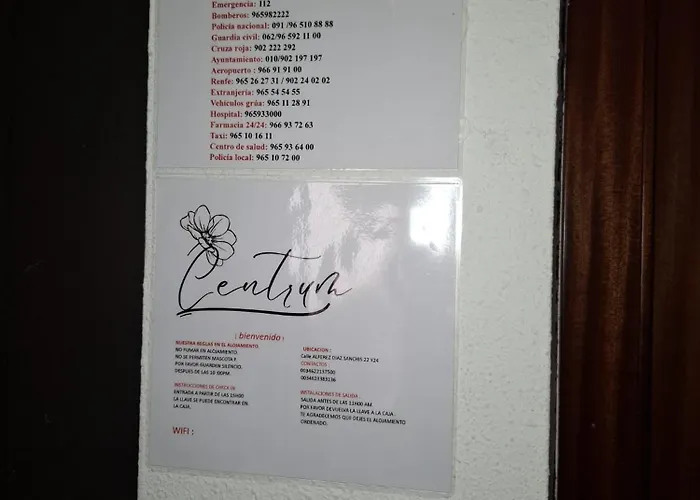 Emergencia: 112
Bomberos: 965982222
Policía nacional: 091 /96 510 88 88
Guardia civil: 062/96 592 11 00
Cruz roja: 902 222 292
Ayuntamiento: 010/902 197 197
Aeropuerto : 966 91 91 00
Renfe: 965 26 27 31 / 902 24 02 02
Extranjería: 965 54 54 55
Vehículos grúa: 965 11 28 91
Hospital: 965933000
Farmacia 24/24: 966 93 72 63
Taxi: 965 10 16 11
Centro de salud: 965 93 64 00
Policía local: 965 10 72 00
Centrum
¡ bienvenido !
NUESTRA REGLAS EN EL ALOJAMIENTO.
NO FUMAR EN ALOJAMIENTO.
NO SE PERMITEN MASCOTA F.
POR FAVOR GUARDEN SILENCIO.
DESPUES DE LAS 10 :00PM.
INSTRUCCIONES DE CHECK IN
ENTRADA A PARTIR DE LAS 15H00
LA LLAVE SE PUEDE ENCONTRAR EN
LA CAJA.
WIFI :
UBICACION :
Calle ALFEREZ DIAZ SANCHIS 22
CONTACTOS
INSTALACIONES DE SALIDA :
SALIDA ANTES DE LAS 11H00 AM.
POR FAVOR DEVUELVA LA LLAVE A LA CAJA.
TE AGRADECEMOS QUE DEJES EL ALOJAMIENTO
ORDENADO.